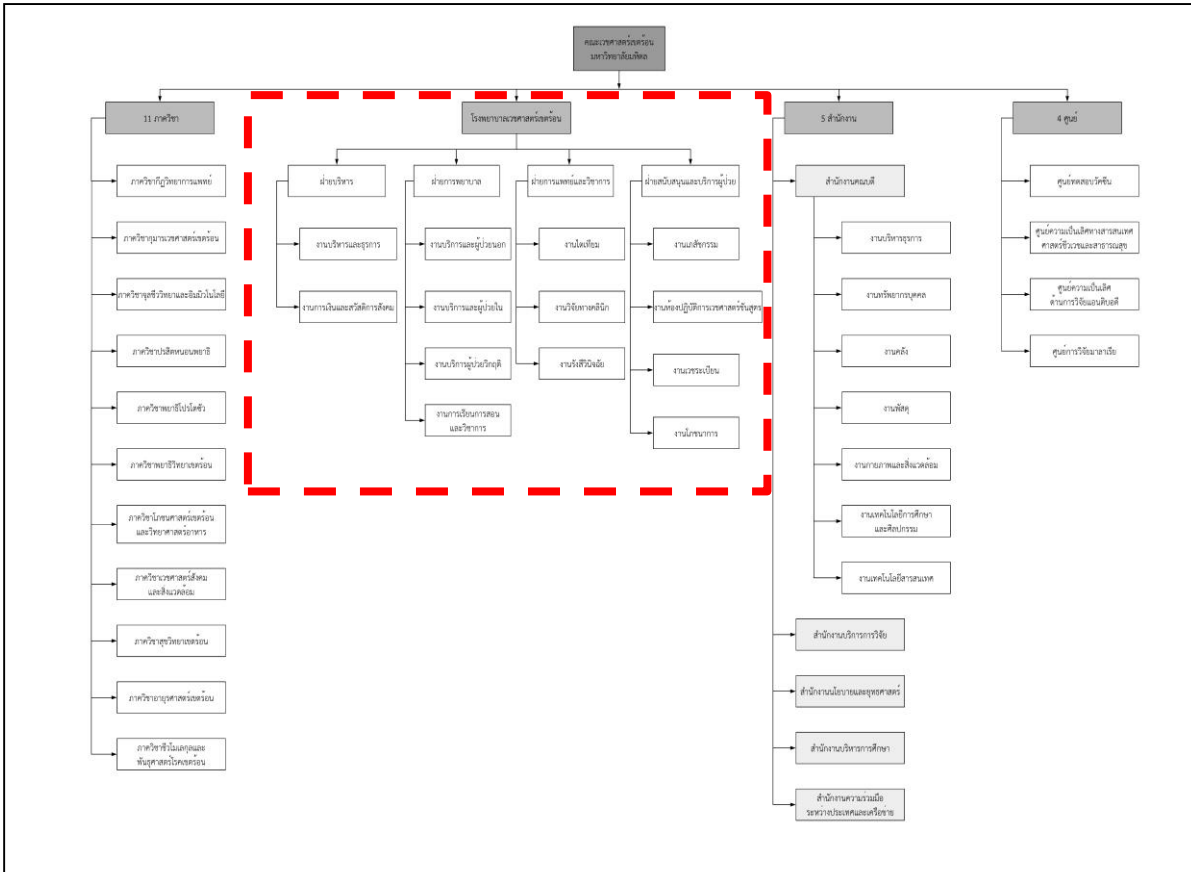 คณะเวชศาสตร์เขตร้อน
มหาวิทยาลัยมหิดล
11 ภาควิชา
โรงพยาบาลเวชศาสตร์เขตร้อน
5 สำนักงาน
4 ศูนย์
ภาควิชากีฏวิทยาการแพทย์
ภาควิชากุมารเวชศาสตร์เขตร้อน
ภาควิชาจุลชีววิทยาและอิมมิวโนโลยี
ภาควิชาปรสิตหนอนพยาธิ
ภาควิชาพยาธิโปรโตซัว
ภาควิชาพยาธิวิทยาเขตร้อน
ภาควิชาโภชนศาสตร์เขตร้อน
และวิทยาศาสตร์อาหาร
ภาควิชาเวชศาสตร์สังคม
และสิ่งแวดล้อม
ภาควิชาสุขวิทยาเขตร้อน
ภาควิชาอายุรศาสตร์เขตร้อน
ภาควิชาชีวโมเลกุลและ
พันธุศาสตร์โรคเขตร้อน
ฝ่ายบริหาร
งานบริหารและธุรการ
งานการเงินและสวัสดิการสังคม
ฝ่ายการพยาบาล
งานบริการและผู้ป่วยนอก
งานบริการและผู้ป่วยใน
งานบริการผู้ป่วยวิกฤติ
งานการเรียนการสอน
และวิชาการ
ฝ่ายการแพทย์และวิชาการ
งานไตเทียม
งานวิจัยทางคลินิก
งานรังสีวินิจฉัย
ฝ่ายสนับสนุนและบริการผู้ป่วย
งานเภสัชกรรม
งานห้องปฏิบัติการเวชศาสตร์ชันสูตร
งานเวชระเบียน
งานโภชนาการ
สำนักงานคณบดี
งานบริหารธุรการ
งานทรัพยากรบุคคล
งานคลัง
งานพัสดุ
งานกายภาพและสิ่งแวดล้อม
งานเทคโนโลยีการศึกษา
และศิลปกรรม
งานเทคโนโลยีสารสนเทศ
สำนักงานบริการการวิจัย
สำนักงานนโยบายและยุทธศาสตร์
สำนักงานบริหารการศึกษา
สำนักงานความร่วมมือ
ระหว่างประเทศและเครือข่าย
ศูนย์ทดสอบวัคซีน
ศูนย์ความเป็นเลิศทางสารสนเทศ
ศาสตร์ชีวเวชและสาธารณสุข
ศูนย์ความเป็นเลิศ
ด้านการวิจัยแอนติบอดี
ศูนย์การวิจัยมาลาเรีย